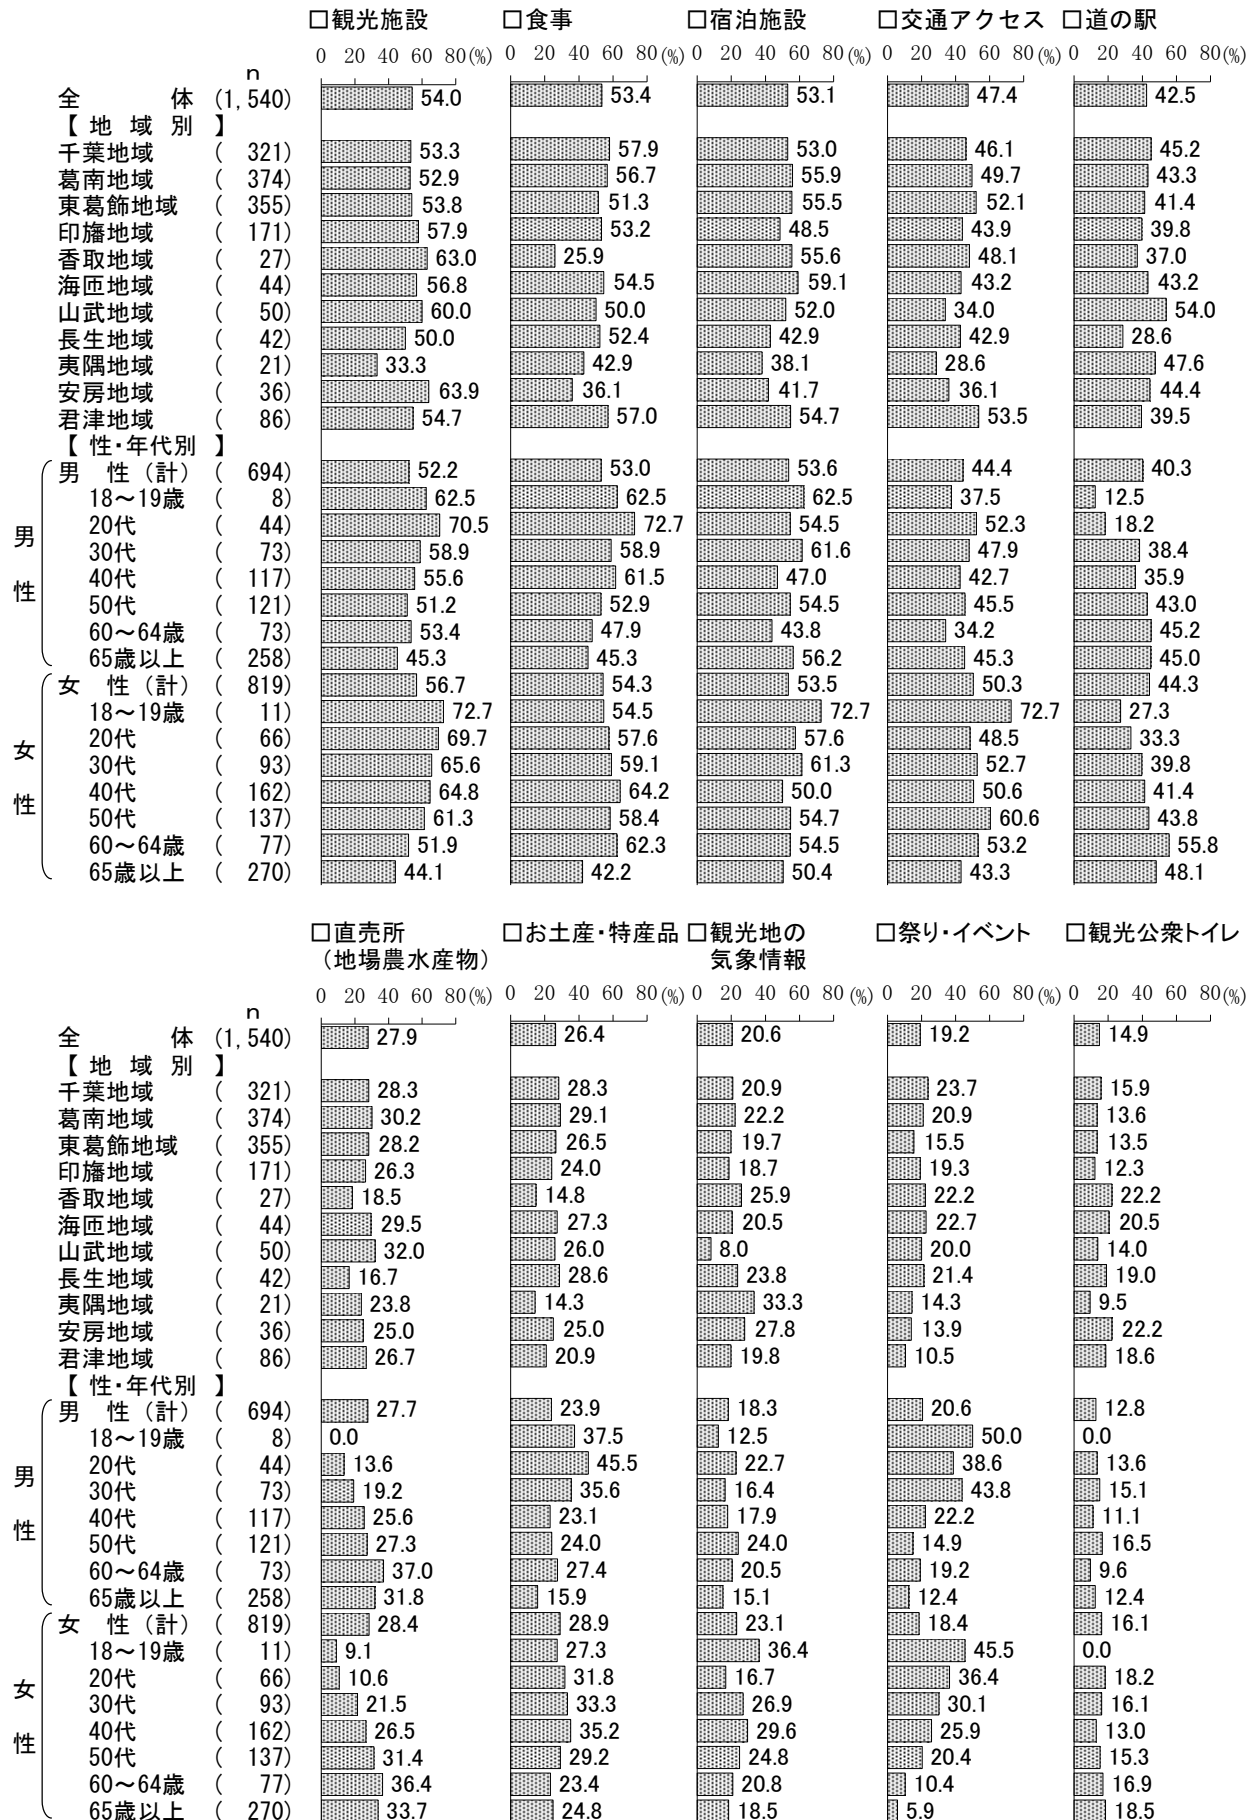 □観光施設 □食事 □宿泊施設 □交通アクセス □道の駅
0 20 40 60 80(%) 0 20 40 60 80(%) 0 20 40 60 80(%) 0 20 40 60 80(%) 0 20 40 60 80(%)
n
全体 (1,540) 54.0 53.4 53.1 47.4 42.5
【地域別】
千葉地域 ( 321) 53.3 57.9 53.0 46.1 45.2
葛南地域 ( 374) 52.9 56.7 55.9 49.7 43.3
東葛飾地域 ( 355) 53.8 51.3 55.5 52.1 41.4
印旛地域 ( 171) 57.9 53.2 48.5 43.9 39.8
香取地域 ( 27) 63.0 25.9 55.6 48.1 37.0
海匝地域 ( 44) 56.8 54.5 59.1 43.2 43.2
山武地域 ( 50) 60.0 50.0 52.0 34.0 54.0
長生地域 ( 42) 50.0 52.4 42.9 42.9 28.6
夷隅地域 ( 21) 33.3 42.9 38.1 28.6 47.6
安房地域 ( 36) 63.9 36.1 41.7 36.1 44.4
君津地域 ( 86) 54.7 57.0 54.7 53.5 39.5
【性・年代別】
男性(計) ( 694) 52.2 53.0 53.6 44.4 40.3
18～19歳 ( 8) 62.5 62.5 62.5 37.5 12.5
男性
20代 ( 44) 70.5 72.7 54.5 52.3 18.2
30代 ( 73) 58.9 58.9 61.6 47.9 38.4
40代 ( 117) 55.6 61.5 47.0 42.7 35.9
50代 ( 121) 51.2 52.9 54.5 45.5 43.0
60～64歳 ( 73) 53.4 47.9 43.8 34.2 45.2
65歳以上 ( 258) 45.3 45.3 56.2 45.3 45.0
女性(計) ( 819) 56.7 54.3 53.5 50.3 44.3
18～19歳 ( 11) 72.7 54.5 72.7 72.7 27.3
女性
20代 ( 66) 69.7 57.6 57.6 48.5 33.3
30代 ( 93) 65.6 59.1 61.3 52.7 39.8
40代 ( 162) 64.8 64.2 50.0 50.6 41.4
50代 ( 137) 61.3 58.4 54.7 60.6 43.8
60～64歳 ( 77) 51.9 62.3 54.5 53.2 55.8
65歳以上 ( 270) 44.1 42.2 50.4 43.3 48.1
□直売所 □お土産・特産品 □観光地の □祭り・イベント □観光公衆トイレ
(地場農水産物) 気象情報
0 20 40 60 80(%) 0 20 40 60 80(%) 0 20 40 60 80(%) 0 20 40 60 80(%) 0 20 40 60 80(%)
n
全体 (1,540) 27.9 26.4 20.6 19.2 14.9
【地域別】
千葉地域 ( 321) 28.3 28.3 20.9 23.7 15.9
葛南地域 ( 374) 30.2 29.1 22.2 20.9 13.6
東葛飾地域 ( 355) 28.2 26.5 19.7 15.5 13.5
印旛地域 ( 171) 26.3 24.0 18.7 19.3 12.3
香取地域 ( 27) 18.5 14.8 25.9 22.2 22.2
海匝地域 ( 44) 29.5 27.3 20.5 22.7 20.5
山武地域 ( 50) 32.0 26.0 8.0 20.0 14.0
長生地域 ( 42) 16.7 28.6 23.8 21.4 19.0
夷隅地域 ( 21) 23.8 14.3 33.3 14.3 9.5
安房地域 ( 36) 25.0 25.0 27.8 13.9 22.2
君津地域 ( 86) 26.7 20.9 19.8 10.5 18.6
【性・年代別】
男性(計) ( 694) 27.7 23.9 18.3 20.6 12.8
18～19歳 ( 8) 0.0 37.5 12.5 50.0 0.0
男性
20代 ( 44) 13.6 45.5 22.7 38.6 13.6
30代 ( 73) 19.2 35.6 16.4 43.8 15.1
40代 ( 117) 25.6 23.1 17.9 22.2 11.1
50代 ( 121) 27.3 24.0 24.0 14.9 16.5
60～64歳 ( 73) 37.0 27.4 20.5 19.2 9.6
65歳以上 ( 258) 31.8 15.9 15.1 12.4 12.4
女性(計) ( 819) 28.4 28.9 23.1 18.4 16.1
18～19歳 ( 11) 9.1 27.3 36.4 45.5 0.0
女性
20代 ( 66) 10.6 31.8 16.7 36.4 18.2
30代 ( 93) 21.5 33.3 26.9 30.1 16.1
40代 ( 162) 26.5 35.2 29.6 25.9 13.0
50代 ( 137) 31.4 29.2 24.8 20.4 15.3
60～64歳 ( 77) 36.4 23.4 20.8 10.4 16.9
65歳以上 ( 270) 33.7 24.8 18.5 5.9 18.5